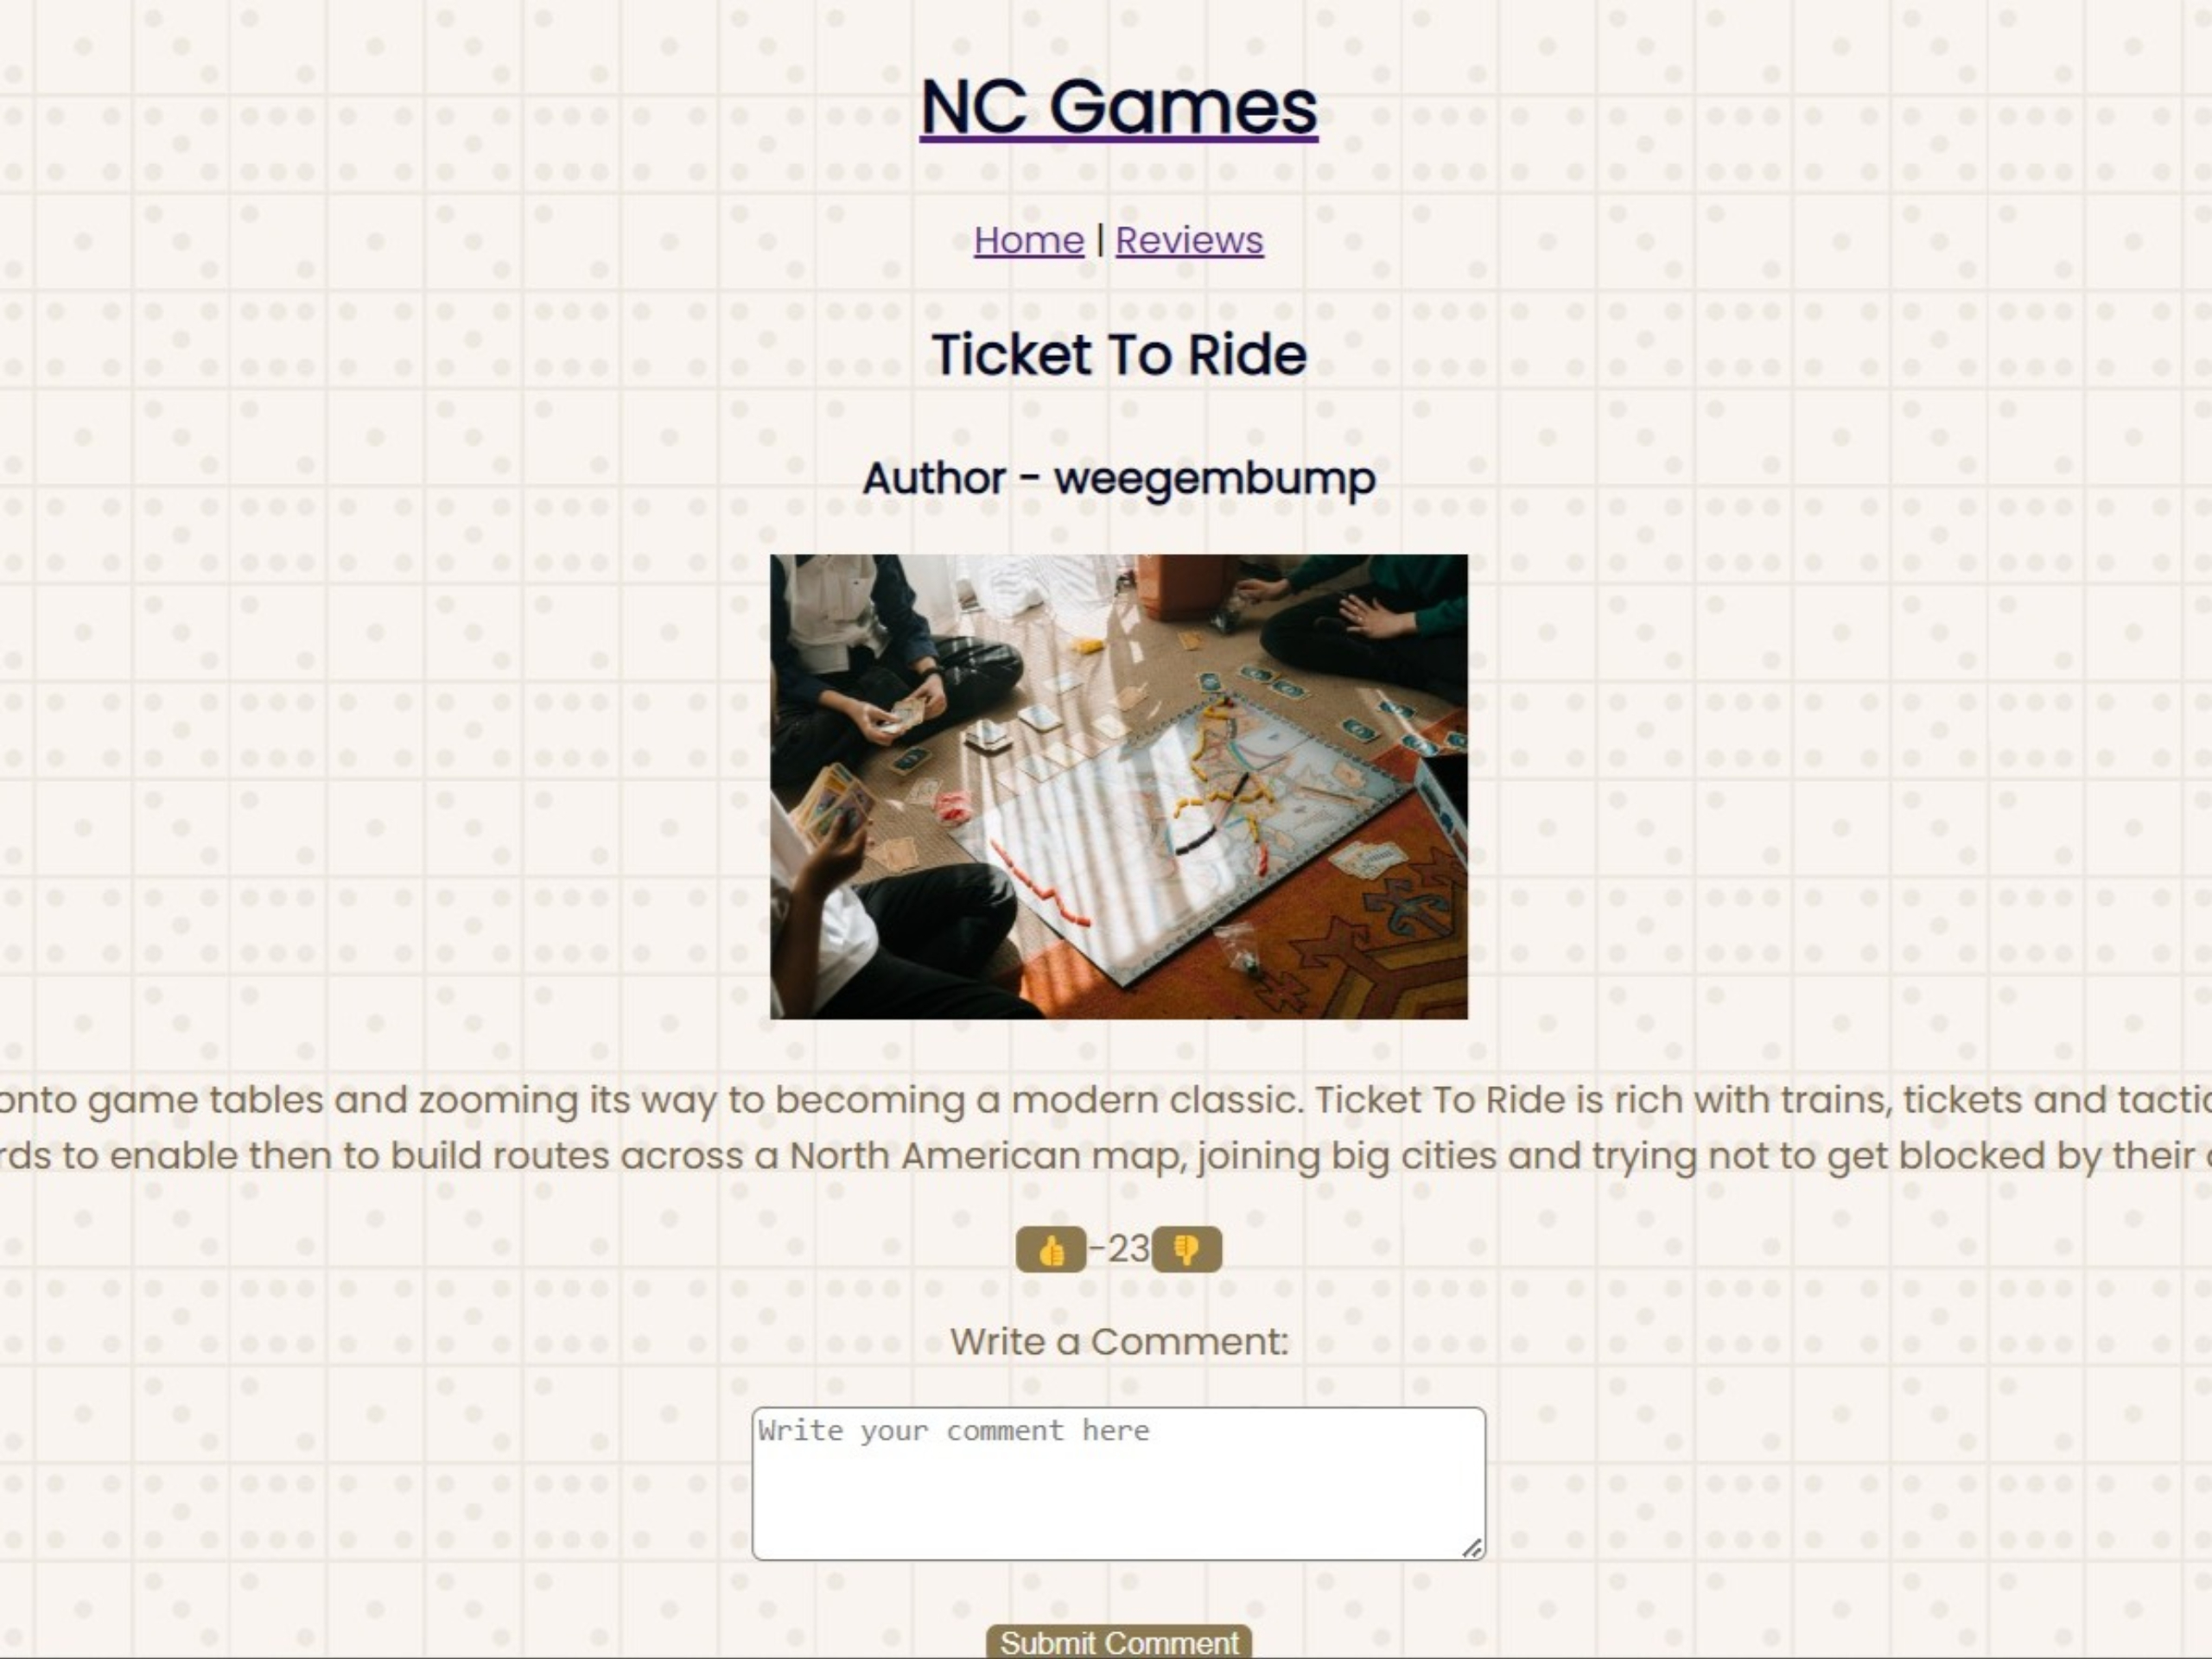 NC Games
Home | Reviews
Ticket To Ride
Author - weegembump
onto game tables and zooming its way to becoming a modern classic. Ticket To Ride is rich with trains, tickets and
to enable then to build routes across a North American map, joining big cities and trying not to get blocked by their
-23
Write a Comment:
Write your comment here
Submit Comment